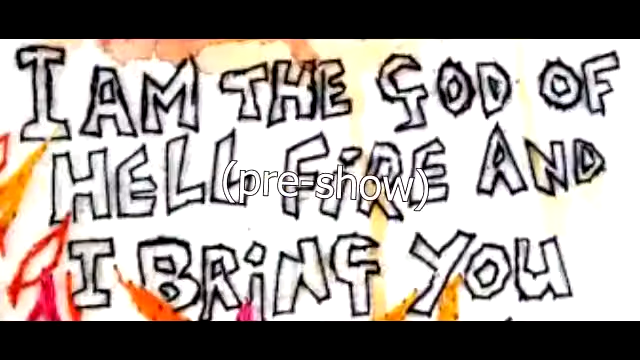 I AM THE GOD OF
HELL FiRE AND
(pre-show)
I BRiNG YOU